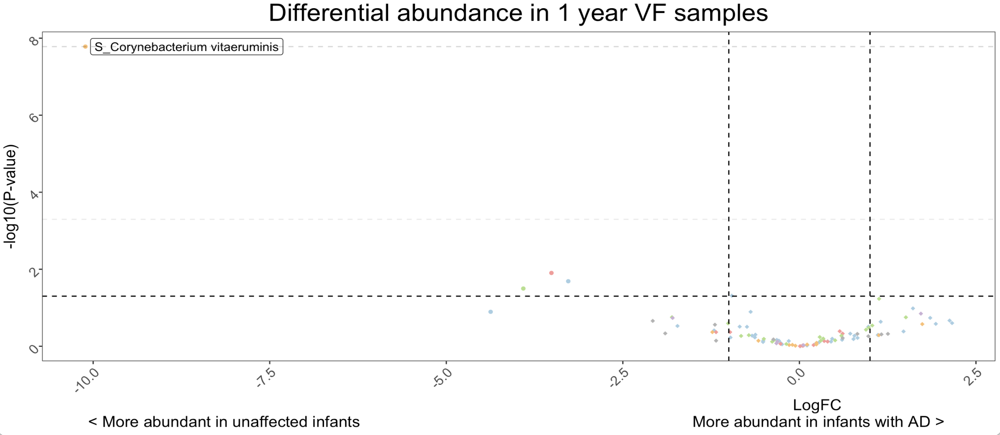 Differential abundance in 1 year VF samples
S_Corynebacterium vitaeruminis
-log10(P-value)
8
6
4
2
0
-10.0
-7.5
-5.0
-2.5
0.0
2.5
LogFC
< More abundant in unaffected infants
More abundant in infants with AD >